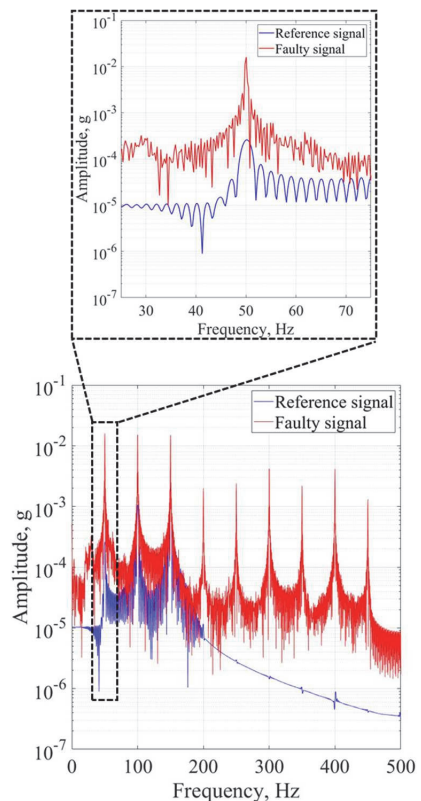 Reference signal
Faulty signal
10-1
10-2
10-3
10-4
10-5
10-6
10-7
Amplitude, g
30 40 50 60 70
Frequency, Hz
Reference signal
Faulty signal
10-1
10-2
10-3
10-4
10-5
10-6
10-7
Amplitude, g
0 100 200 300 400 500
Frequency, Hz